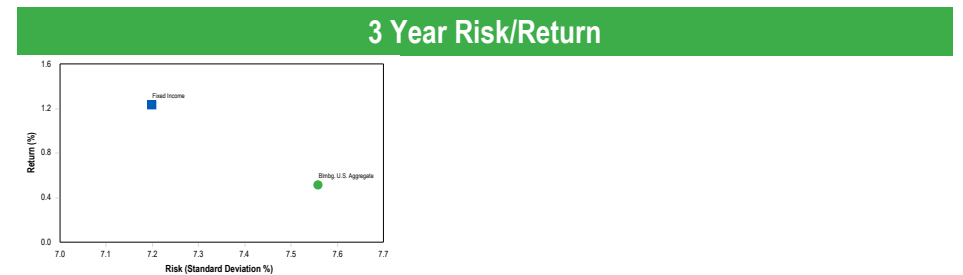 3 Year Risk/Return
1.6
1.2
0.8
0.4
0.0
Return (%)
Fixed Income
Blmbg. U.S. Aggregate
7.0 7.1 7.2 7.3 7.4 7.5 7.6 7.7
Risk (Standard Deviation %)